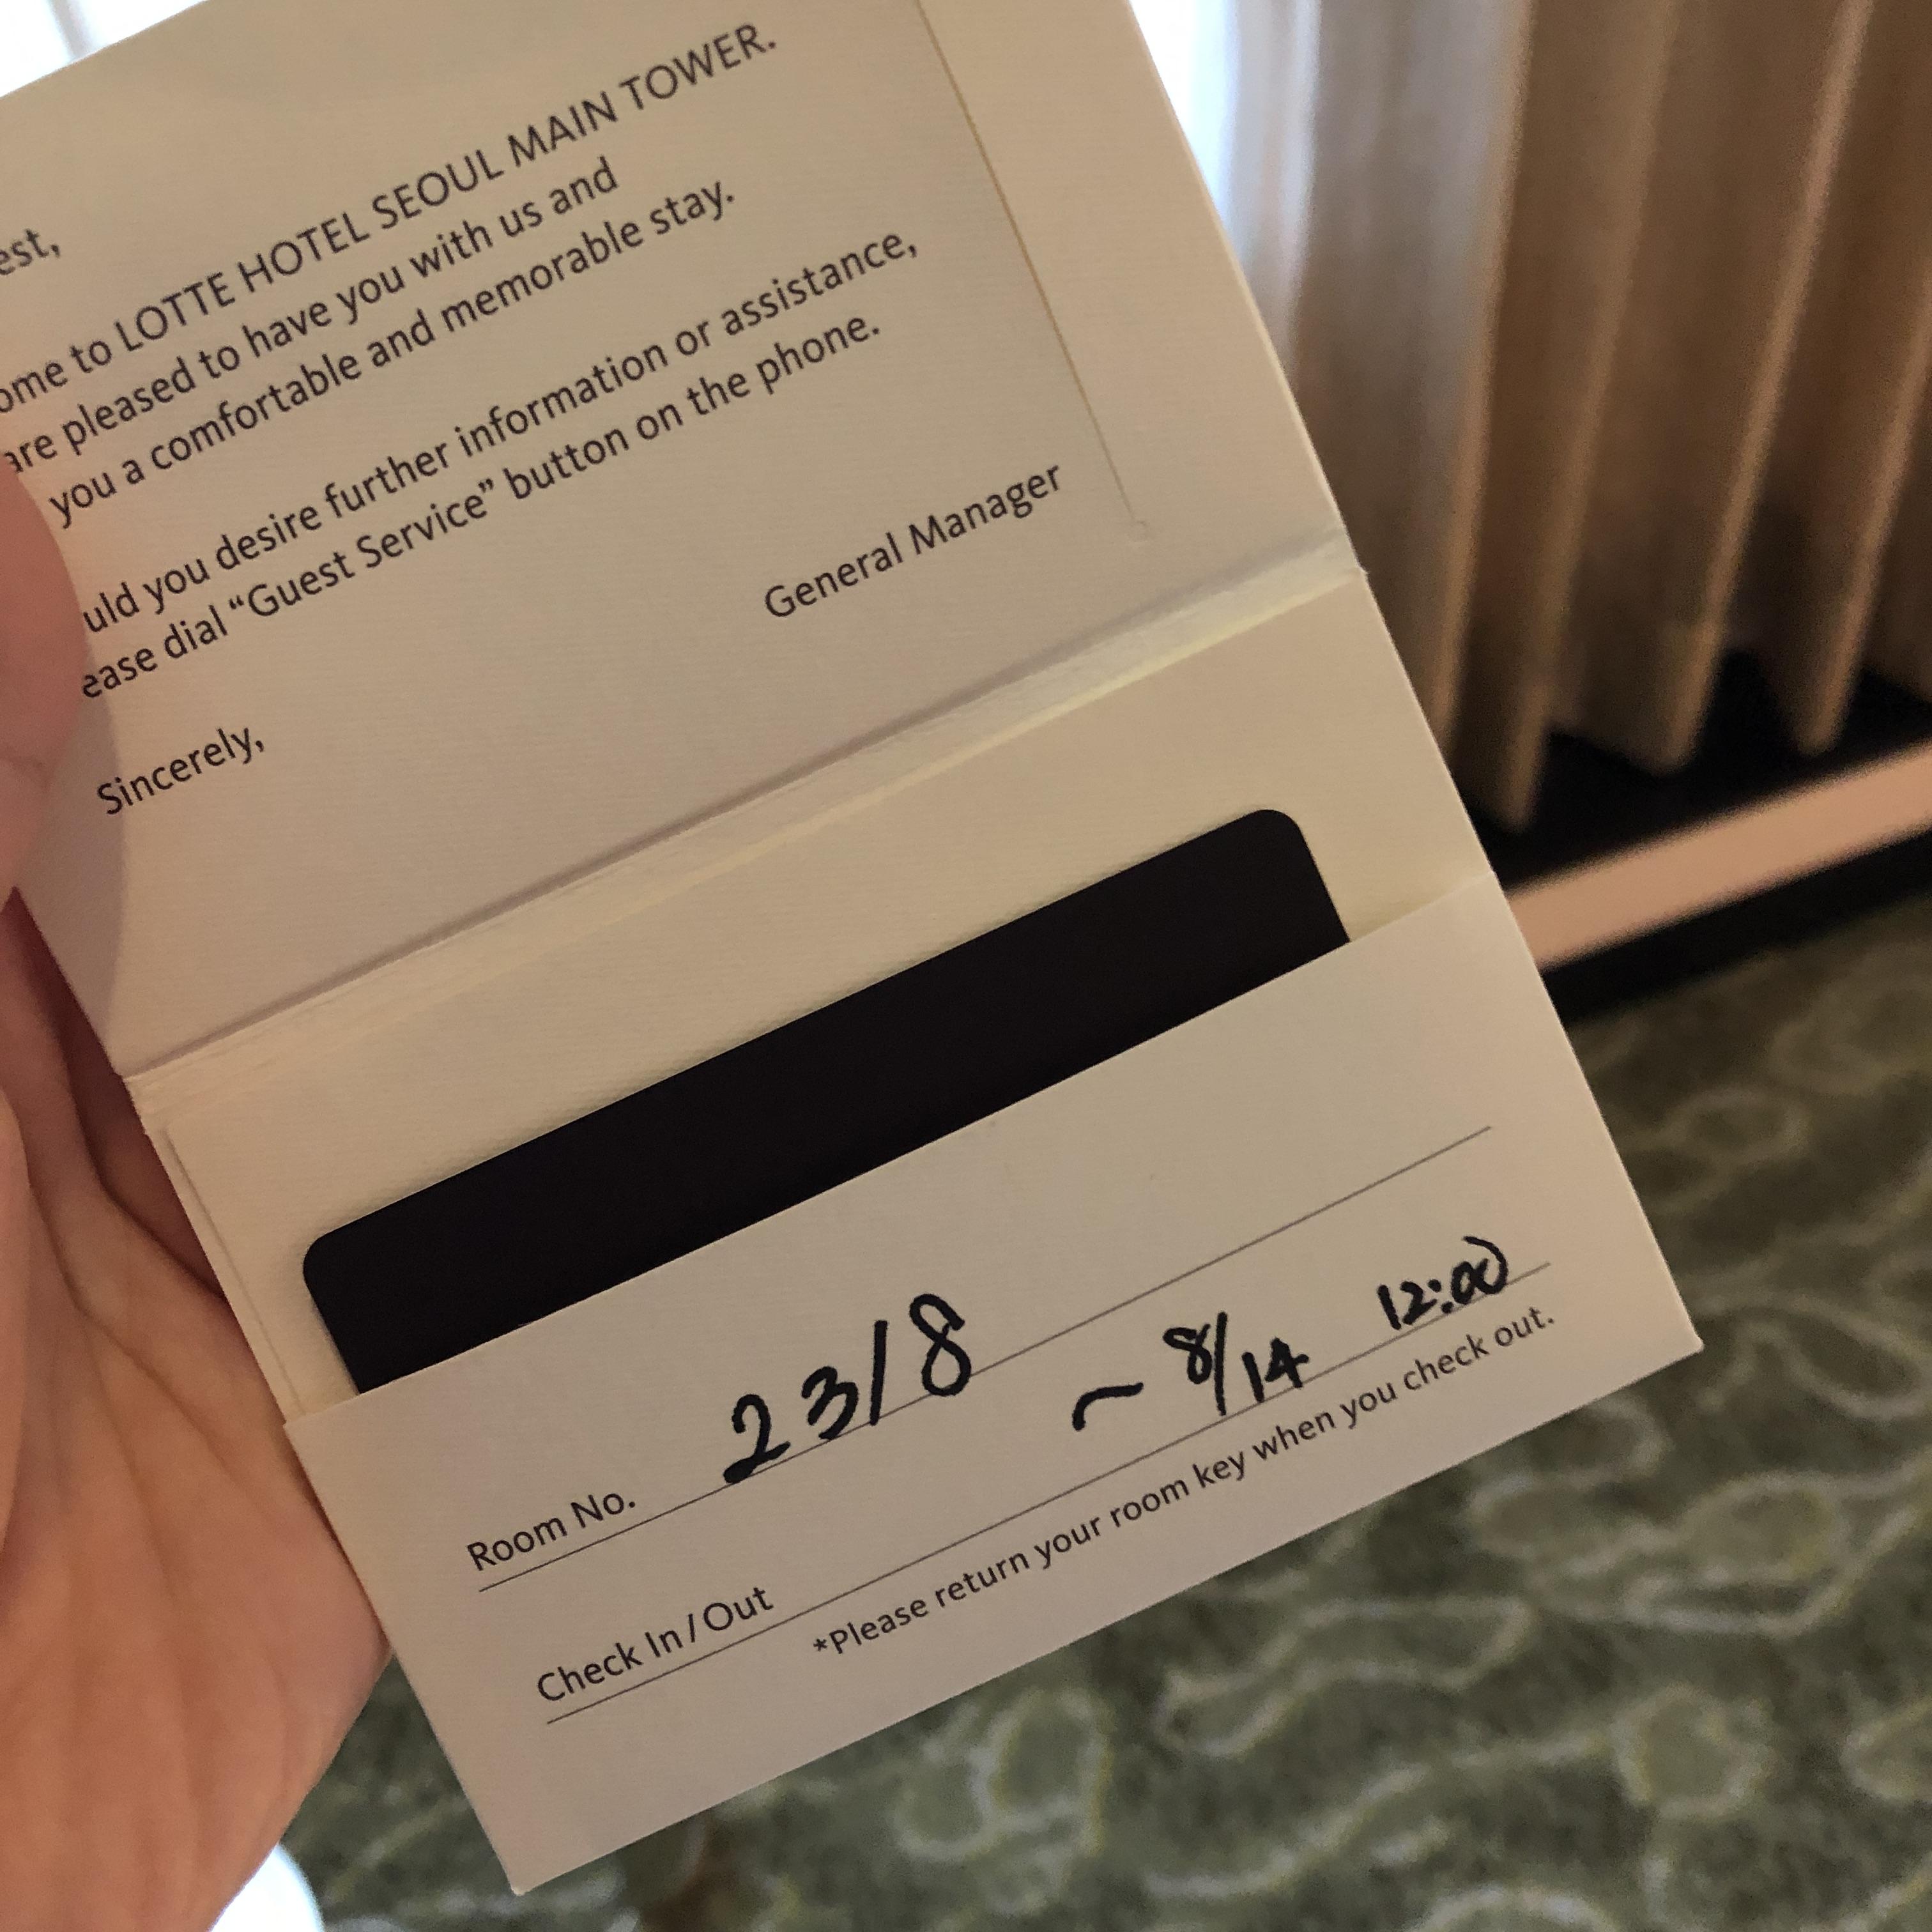 est,
ome to LOTTE HOTEL SEOUL MAIN TOWER.
are pleased to have you with us and
you a comfortable and memorable stay.
uld you desire further information or assistance,
ease dial “Guest Service” button on the phone.
Sincerely,
General Manager
Room No. 2318
Check In/Out ~ 8/14 12:00
*Please return your room key when you check out.